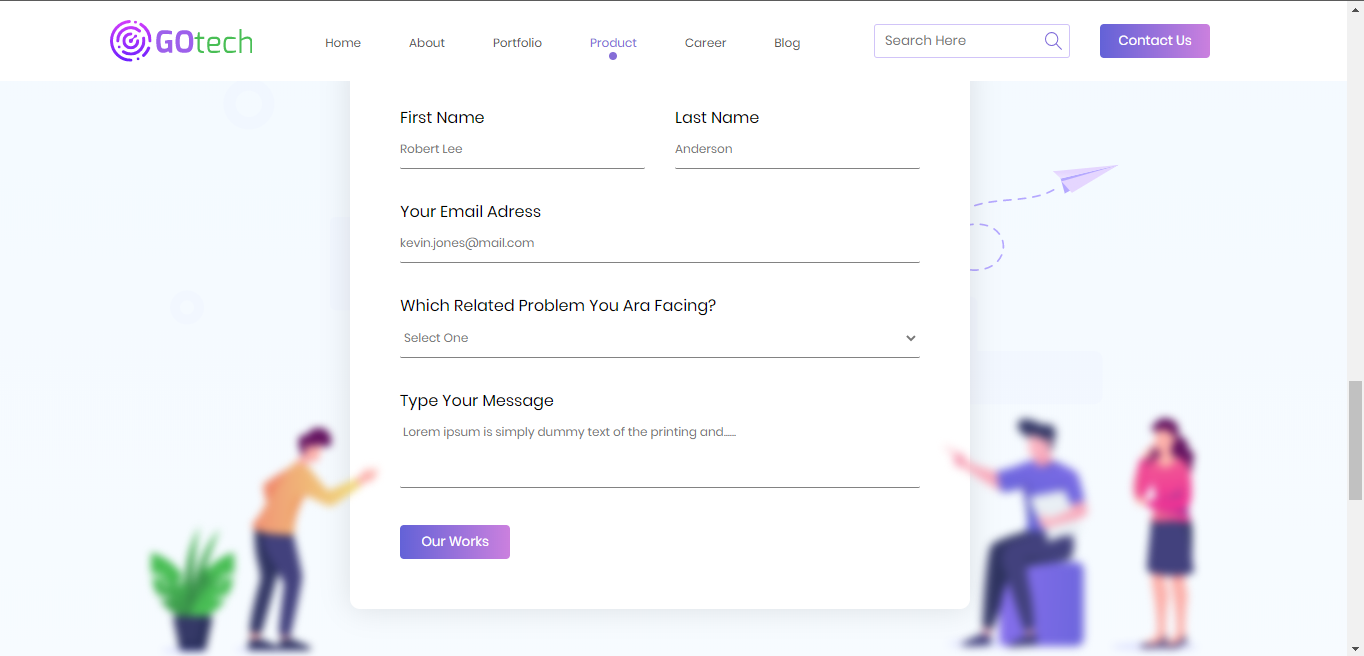 GOtech Home About Portfolio Product Career Blog Search Here Contact Us
First Name Last Name
Robert Lee Anderson
Your Email Adress
kevin.jones@mail.com
Which Related Problem You Ara Facing?
Select One
Type Your Message
Lorem ipsum is simply dummy text of the printing and......
Our Works